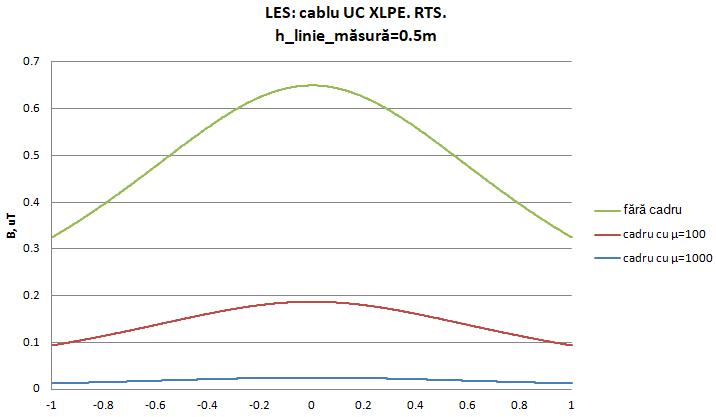 LES: cablu UC XLPE. RTS.
h_linie_măsură=0.5m
0.7
0.6
0.5
0.4
0.3
0.2
0.1
0
B, uT
-1 -0.8 -0.6 -0.4 -0.2 0 0.2 0.4 0.6 0.8 1
fără cadru
cadru cu μ=100
cadru cu μ=1000